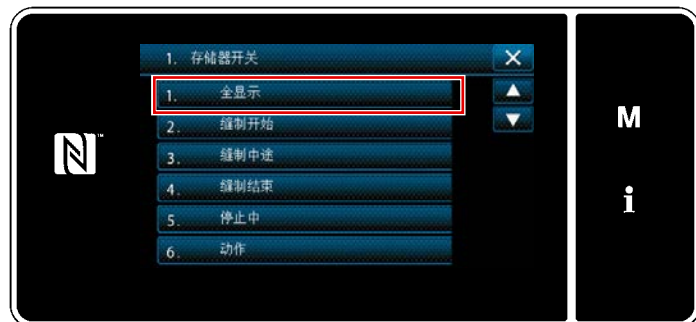 1. 存储器开关
1. 全显示
2. 缝制开始
3. 缝制中途
4. 缝制结束
5. 停止中
6. 动作
M
i